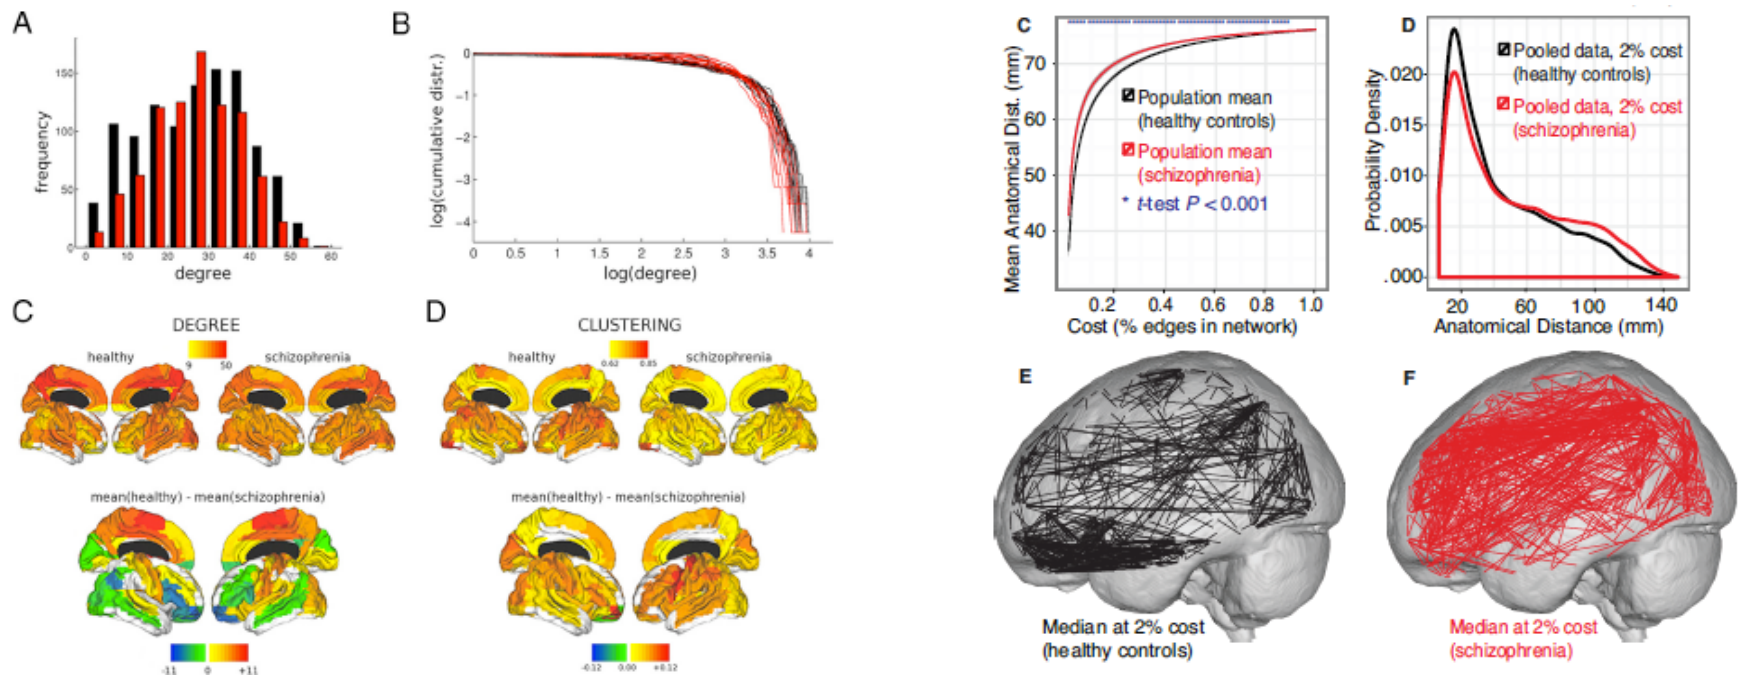 A
150
100
50
0
frequency
0 10 20 30 40 50 60
degree
B
0
−1
−2
−3
−4
log(cumulative distr.)
0 0.5 1 1.5 2 2.5 3 3.5 4
log(degree)
C
DEGREE
healthy
9 50
schizophrenia
mean(healthy) - mean(schizophrenia)
-11 0 +11
D
CLUSTERING
healthy
0.62 0.85
schizophrenia
mean(healthy) - mean(schizophrenia)
-0.12 0.00 +0.12
C
Mean Anatomical Dist. (mm)
70
60
50
40
Population mean
(healthy controls)
Population mean
(schizophrenia)
* t-test P < 0.001
0.2 0.4 0.6 0.8 1.0
Cost (% edges in network)
D
Probability Density
.020
.015
.010
.005
.000
Pooled data, 2% cost
(healthy controls)
Pooled data, 2% cost
(schizophrenia)
20 60 100 140
Anatomical Distance (mm)
E
Median at 2% cost
(healthy controls)
F
Median at 2% cost
(schizophrenia)